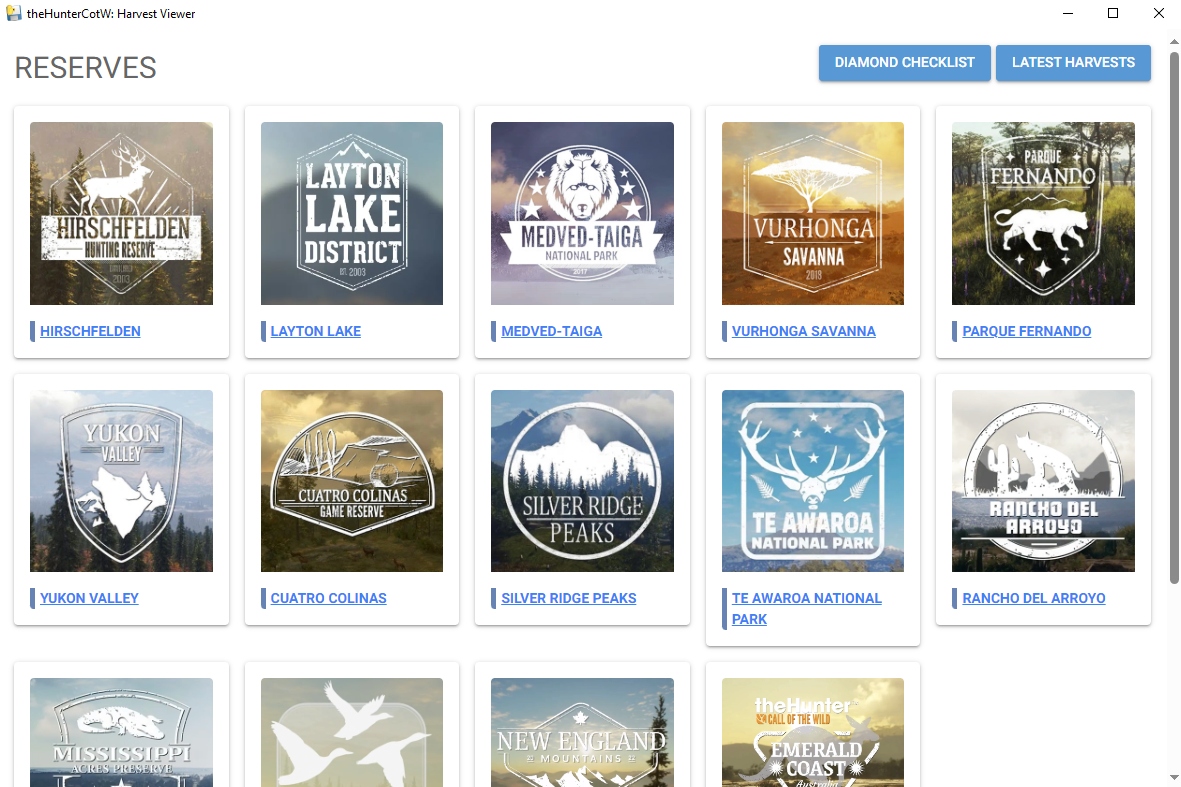 theHunterCotW: Harvest Viewer
RESERVES
DIAMOND CHECKLIST
LATEST HARVESTS
HIRSCHFELDEN
HUNTING RESERVE
2003
HIRSCHFELDEN
LAYTON
LAKE
DISTRICT
EST. 2003
LAYTON LAKE
MEDVED-TAIGA
NATIONAL PARK
2017
MEDVED-TAIGA
VURHONGA
SAVANNA
VURHONGA SAVANNA
PARQUE
FERNANDO
PARQUE FERNANDO
YUKON
VALLEY
YUKON VALLEY
CUATRO COLINAS
GAME RESERVE
CUATRO COLINAS
SILVER RIDGE
PEAKS
SILVER RIDGE PEAKS
TE AWAROA
NATIONAL PARK
TE AWAROA NATIONAL
PARK
RANCHO DEL
ARROYO
RANCHO DEL ARROYO
MISSISSIPPI
ACRES PRESERVE
NEW ENGLAND
MOUNTAINS
theHunter
CALL OF THE WILD
EMERALD
COAST
Australia